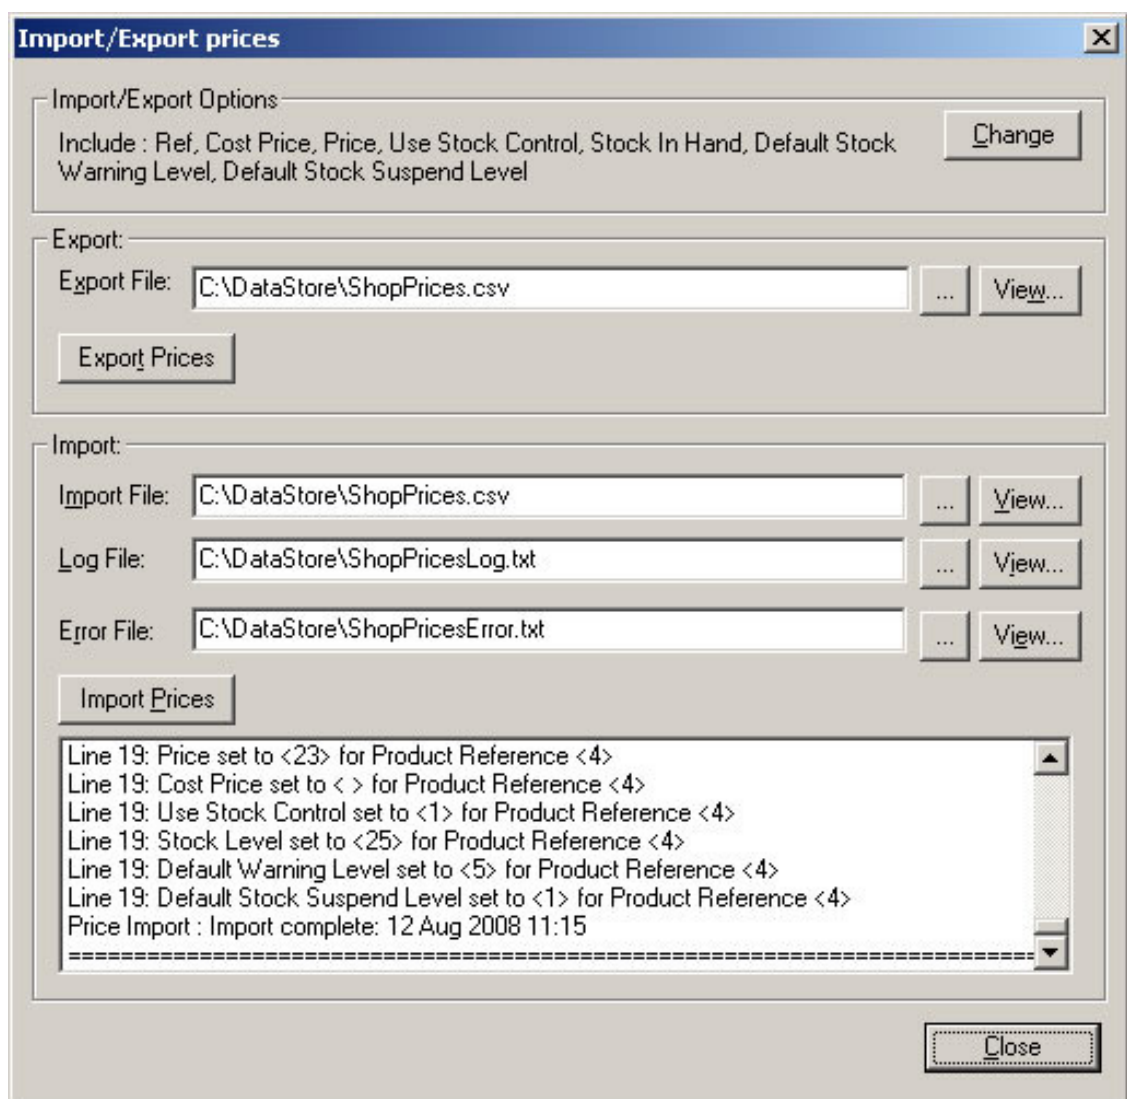 Import/Export prices
Import/Export Options
Include : Ref, Cost Price, Price, Use Stock Control, Stock In Hand, Default Stock
Warning Level, Default Stock Suspend Level
Change
Export:
Export File: C:\DataStore\ShopPrices.csv ... View...
Export Prices
Import:
Import File: C:\DataStore\ShopPrices.csv ... View...
Log File: C:\DataStore\ShopPricesLog.txt ... View...
Error File: C:\DataStore\ShopPricesError.txt ... View...
Import Prices
Line 19: Price set to <23> for Product Reference <4>
Line 19: Cost Price set to < > for Product Reference <4>
Line 19: Use Stock Control set to <1> for Product Reference <4>
Line 19: Stock Level set to <25> for Product Reference <4>
Line 19: Default Warning Level set to <5> for Product Reference <4>
Line 19: Default Stock Suspend Level set to <1> for Product Reference <4>
Price Import : Import complete: 12 Aug 2008 11:15
==========================================================================
Close